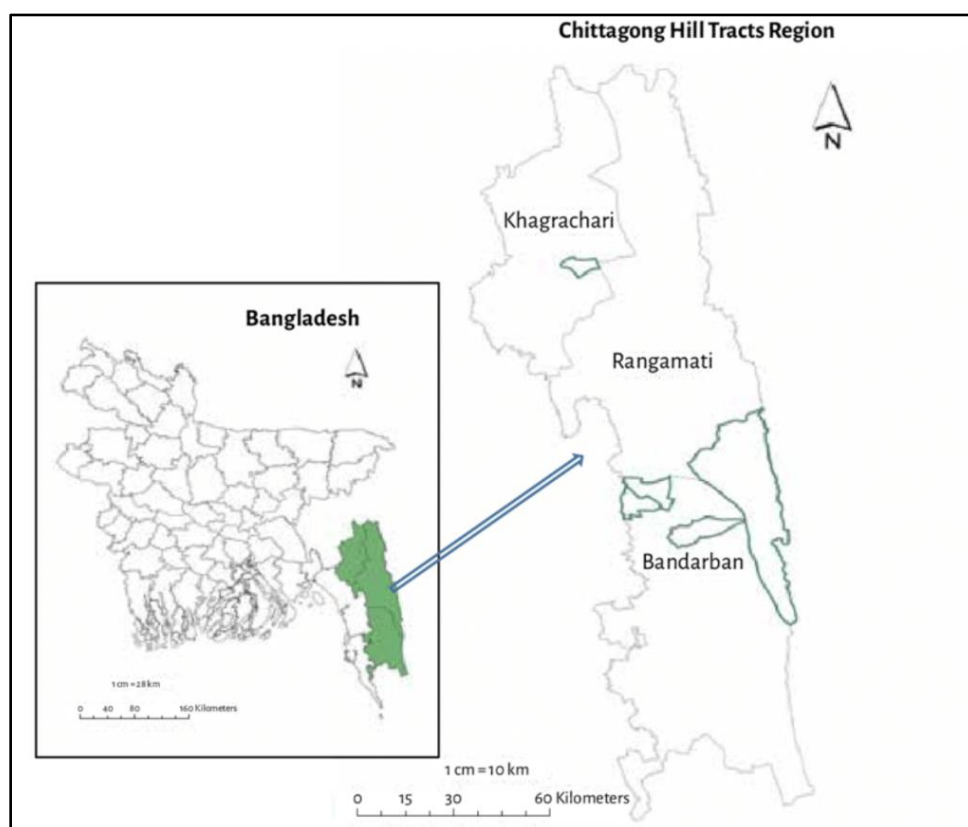 Chittagong Hill Tracts Region
N
Khagrachari
Rangamati
Bandarban
Bangladesh
N
1 cm = 28 km
0 40 80 160 Kilometers
1 cm = 10 km
0 15 30 60 Kilometers